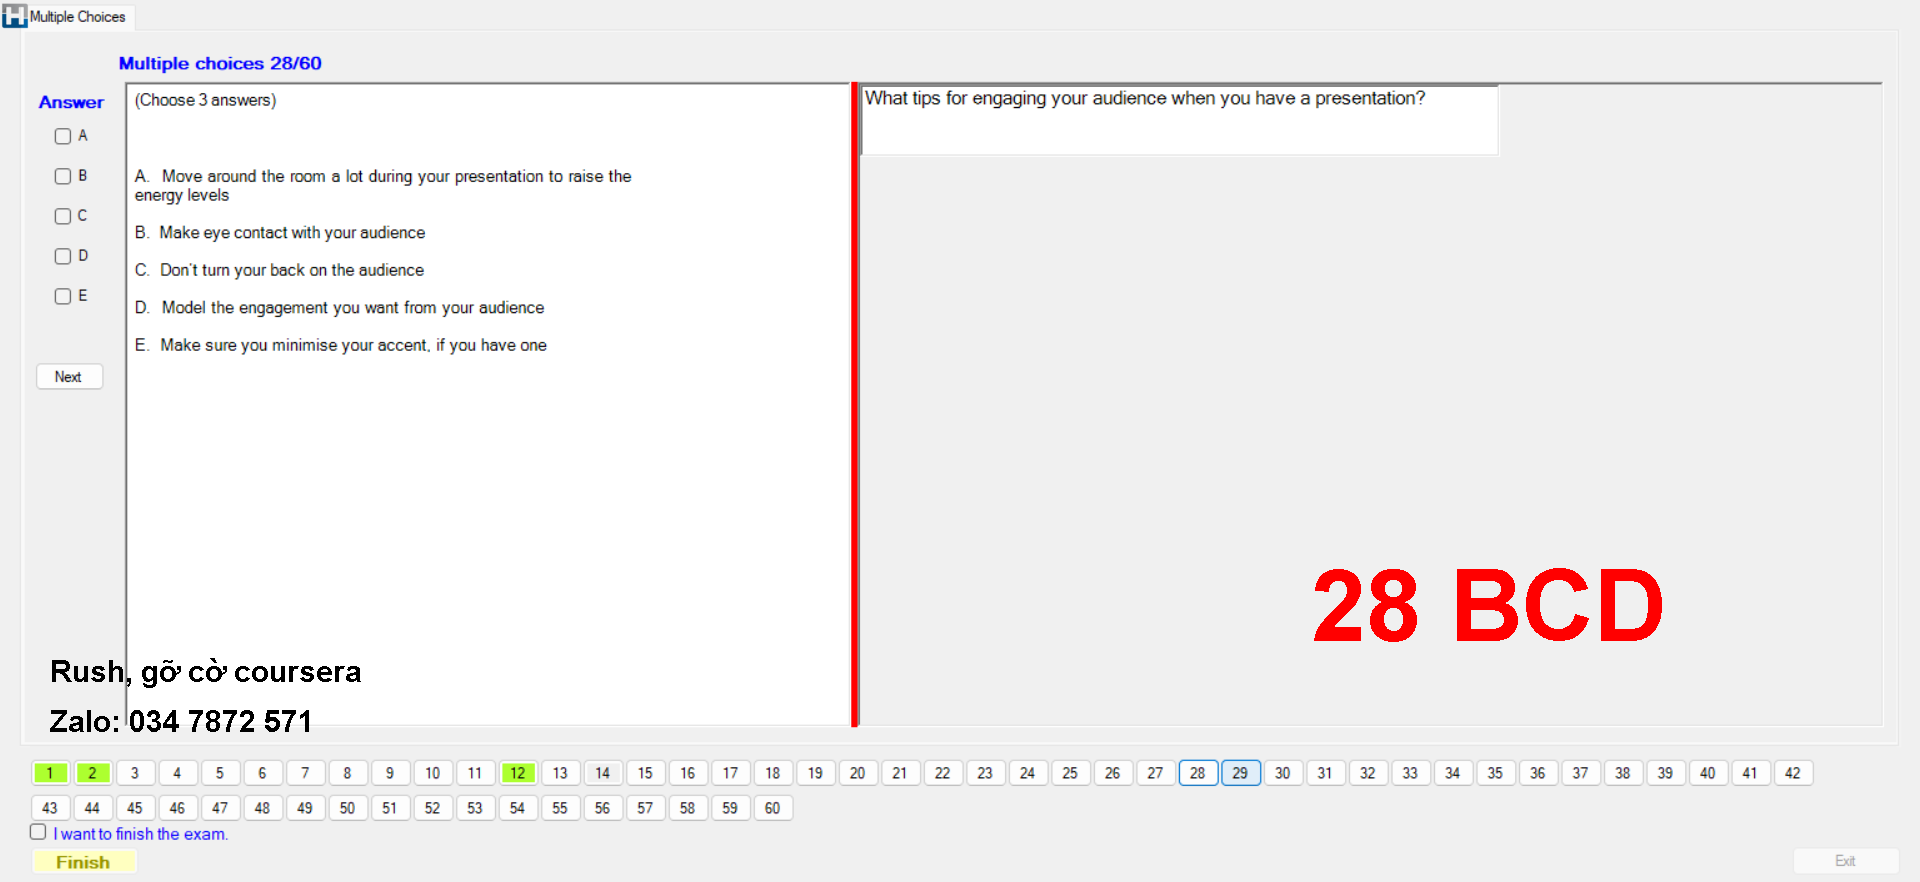 Multiple Choices
Multiple choices 28/60
Answer
A
B
C
D
E
Next
(Choose 3 answers)
A. Move around the room a lot during your presentation to raise the
energy levels
B. Make eye contact with your audience
C. Don't turn your back on the audience
D. Model the engagement you want from your audience
E. Make sure you minimise your accent, if you have one
What tips for engaging your audience when you have a presentation?
28 BCD
Rush, gỡ cờ coursera
Zalo: 034 7872 571
1 2 3 4 5 6 7 8 9 10 11 12 13 14 15 16 17 18 19 20 21 22 23 24 25 26 27 28 29 30 31 32 33 34 35 36 37 38 39 40 41 42
43 44 45 46 47 48 49 50 51 52 53 54 55 56 57 58 59 60
I want to finish the exam.
Finish
Exit